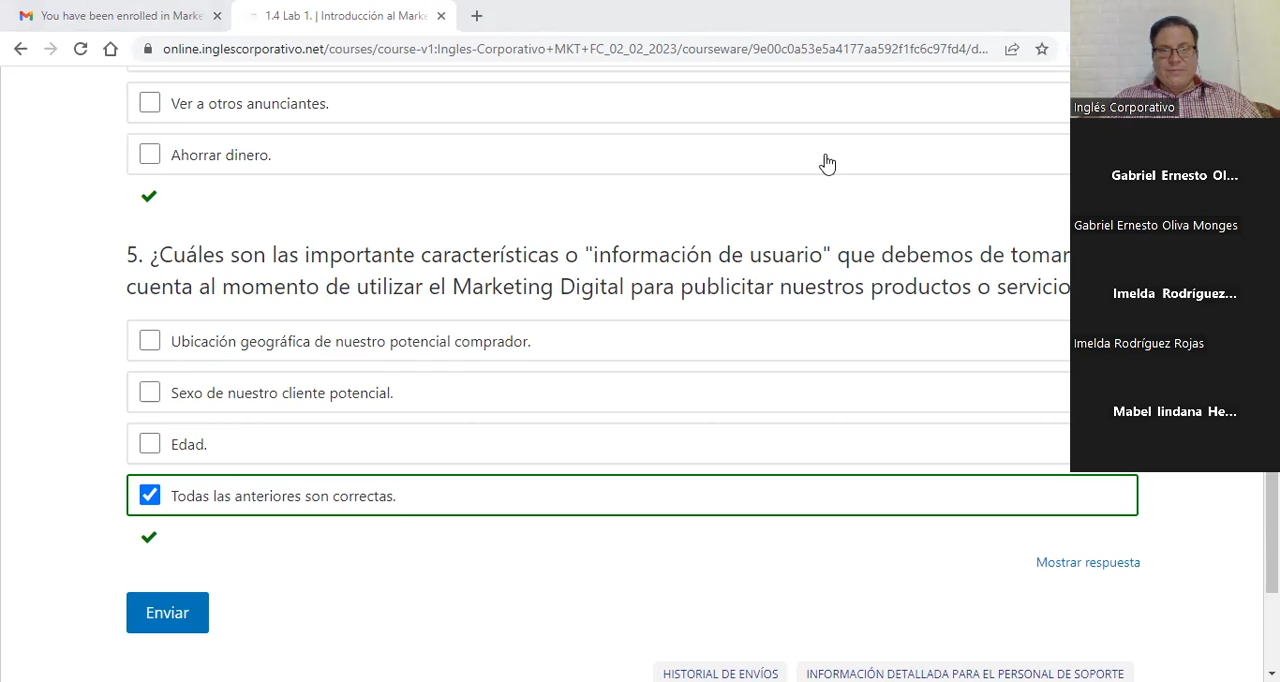 You have been enrolled in Marke
1.4 Lab 1. | Introducción al Marke
online.inglescorporativo.net/courses/course-v1:Ingles-Corporativo+MKT+FC_02_02_2023/courseware/9e00c0a53e5a4177aa592f1fc6c97fd4/d...
Ver a otros anunciantes.
Ahorrar dinero.
5. ¿Cuáles son las importante características o "información de usuario" que debemos de tomar
cuenta al momento de utilizar el Marketing Digital para publicitar nuestros productos o servicio
Ubicación geográfica de nuestro potencial comprador.
Sexo de nuestro cliente potencial.
Edad.
Todas las anteriores son correctas.
Mostrar respuesta
Enviar
HISTORIAL DE ENVÍOS
INFORMACIÓN DETALLADA PARA EL PERSONAL DE SOPORTE
Inglés Corporativo
Gabriel Ernesto Ol...
Gabriel Ernesto Oliva Monges
Imelda Rodríguez...
Imelda Rodríguez Rojas
Mabel lindana He...